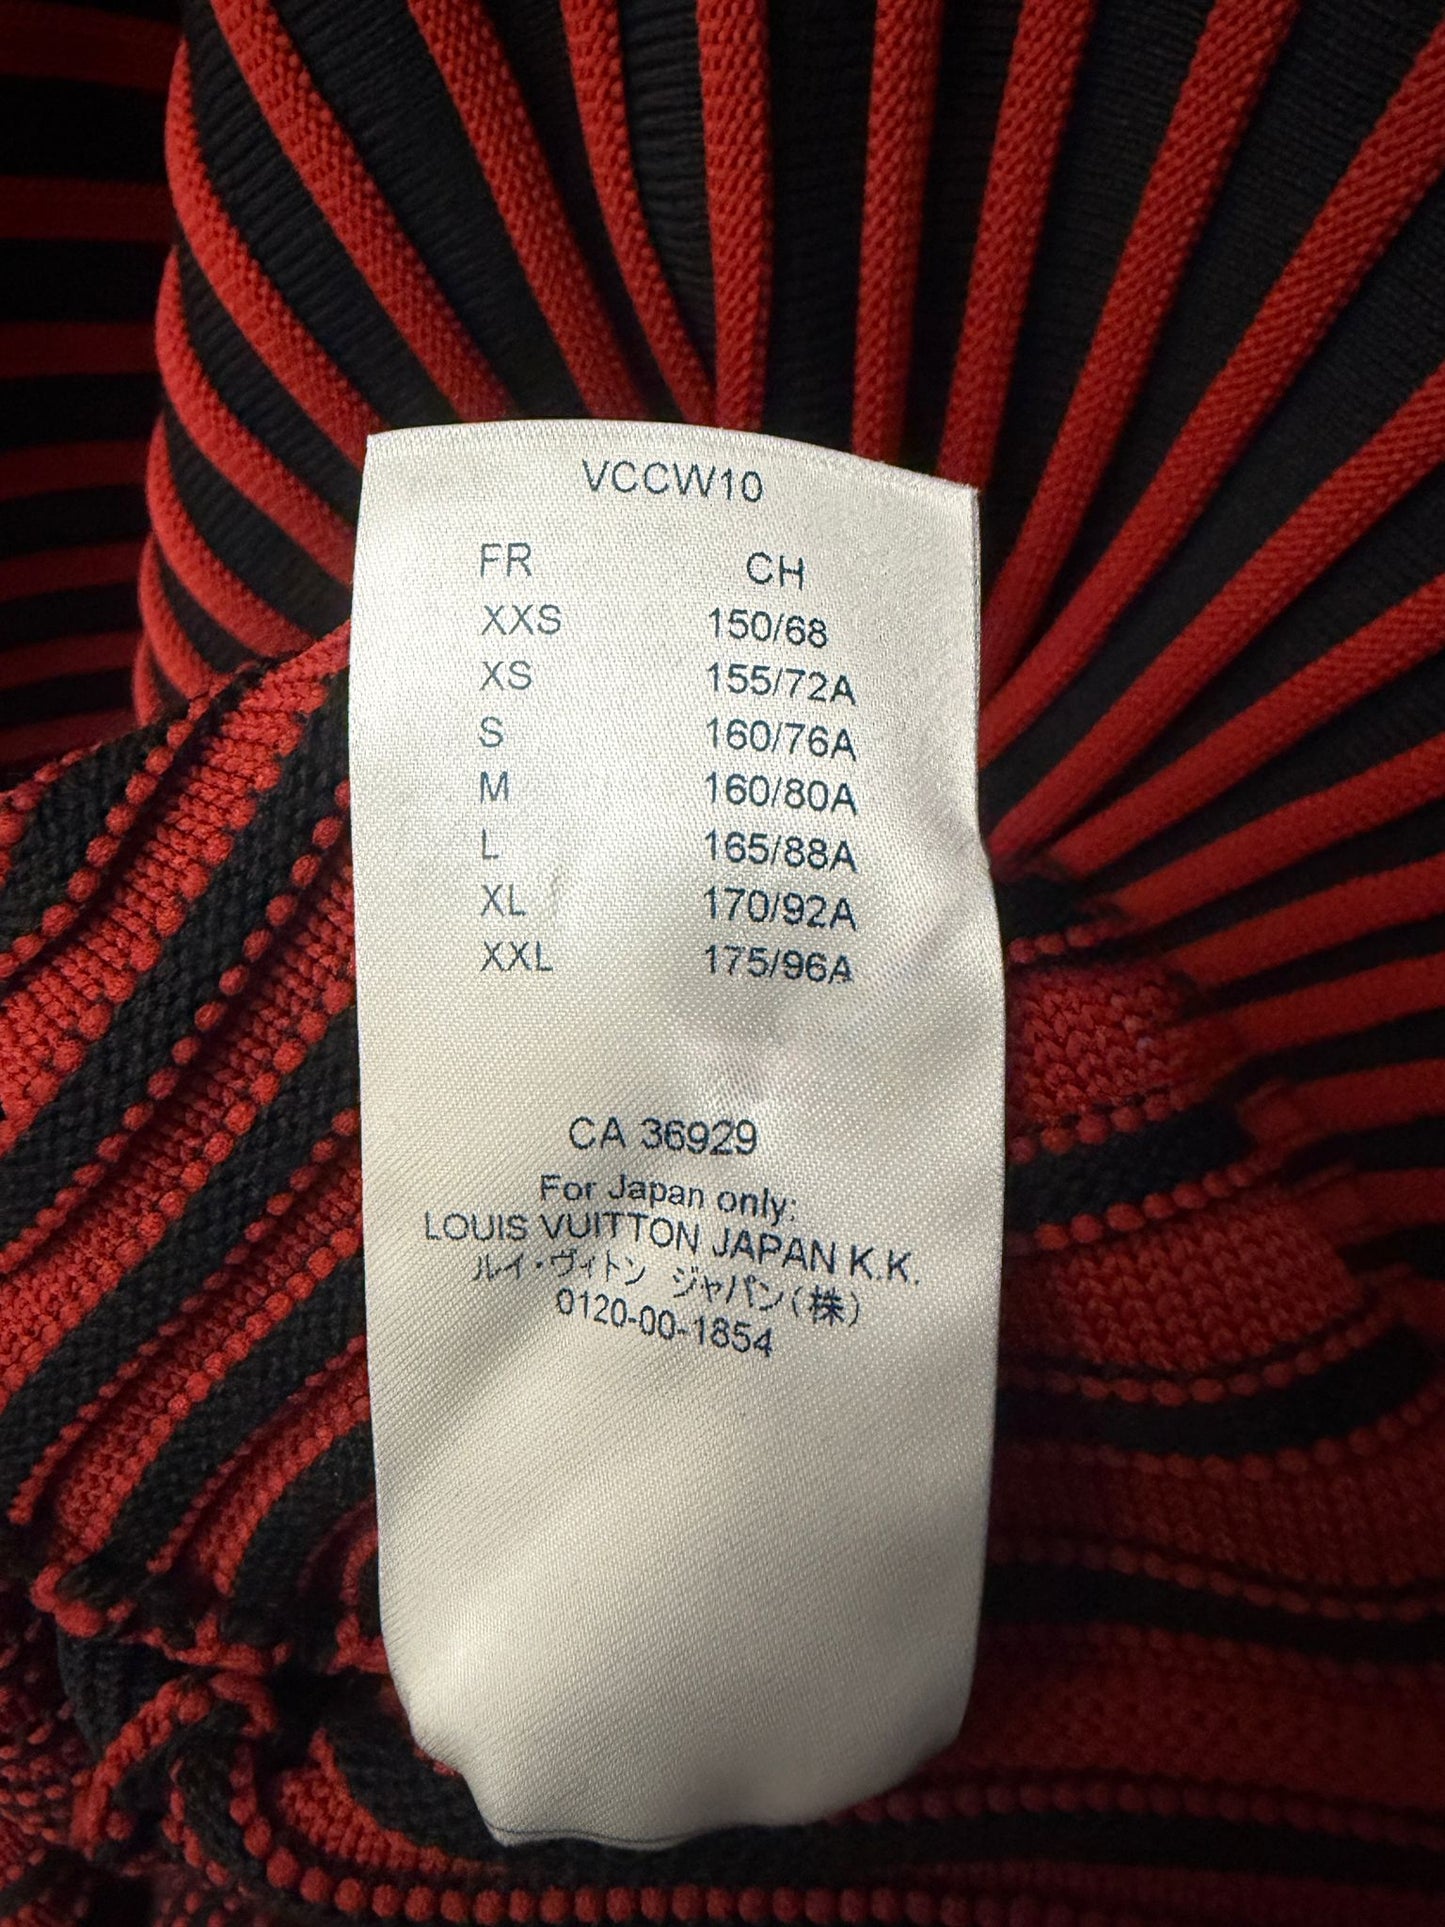 VCCW10
FR CH
XXS 150/68
XS 155/72A
S 160/76A
M 160/80A
L 165/88A
XL 170/92A
XXL 175/96A
CA 36929
For Japan only:
LOUIS VUITTON JAPAN K.K.
ルイ・ヴィトン ジャパン(株)
0120-00-1854